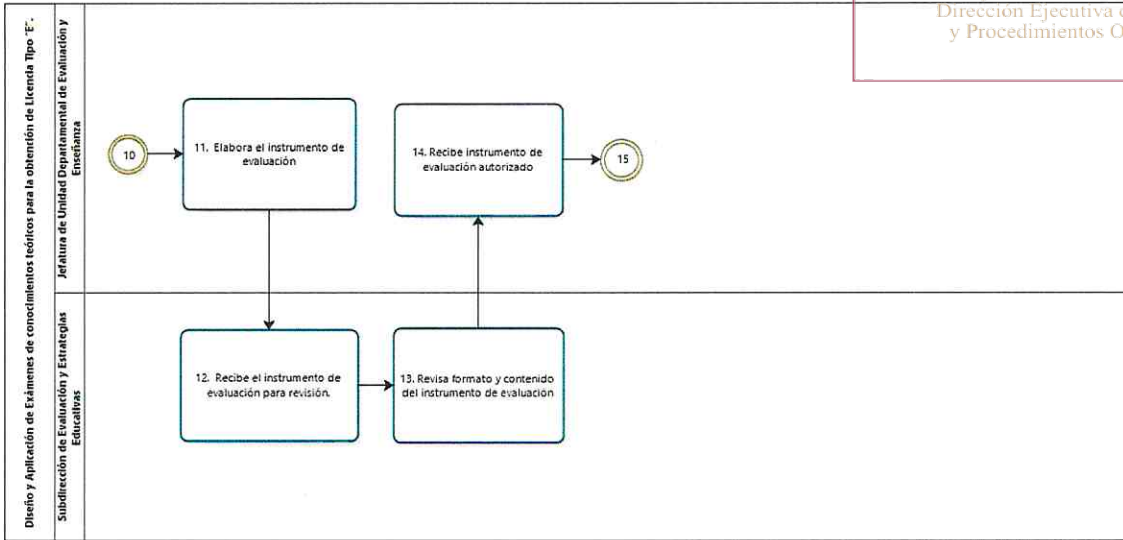 Dirección Ejecutiva
y Procedimientos
Diseño y Aplicación de Exámenes de conocimientos teóricos para la obtención de Licencia Tipo "E".
Jefatura de Unidad Departamental de Evaluación y
Enseñanza
10
11. Elabora el instrumento de
evaluación
14. Recibe instrumento de
evaluación autorizado
15
Subdirección de Evaluación y Estrategias
Educativas
12. Recibe el instrumento de
evaluación para revisión.
13. Revisa formato y contenido
del instrumento de evaluación